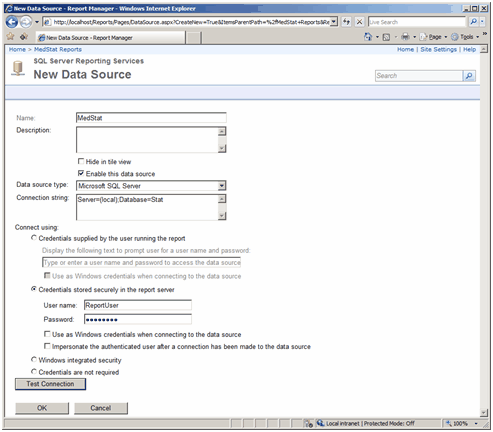 New Data Source - Report Manager - Windows Internet Explorer
http://localhost/Reports/Pages/DataSource.aspx?CreateNew=True&ItemsParentPath=%2fMedStat+Reports&Re
Live Search
New Data Source - Report Manager
Page
Tools
Home > MedStat Reports
Home | Site Settings | Help
SQL Server Reporting Services
New Data Source
Search
Name:
MedStat
Description:
Hide in tile view
Enable this data source
Data source type:
Microsoft SQL Server
Connection string:
Server=(local);Database=Stat
Connect using:
Credentials supplied by the user running the report
Display the following text to prompt user for a user name and password:
Type or enter a user name and password to access the data source
Use as Windows credentials when connecting to the data source
Credentials stored securely in the report server
User name:
ReportUser
Password:
●●●●●●●●
Use as Windows credentials when connecting to the data source
Impersonate the authenticated user after a connection has been made to the data source
Windows integrated security
Credentials are not required
Test Connection
OK
Cancel
Local intranet | Protected Mode: Off
100%